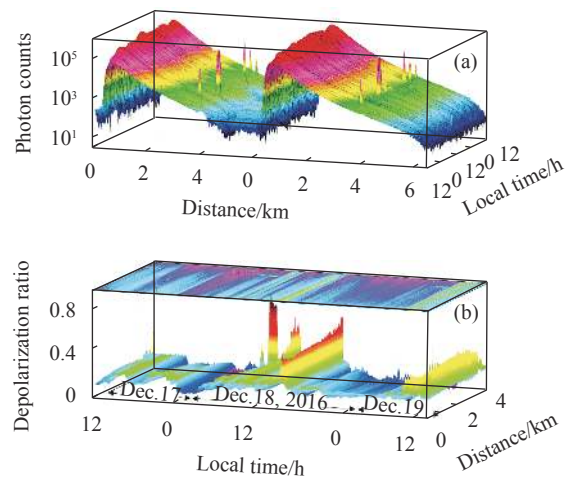 (a)
Photon counts
10⁵
10³
10¹
0 2 4 0 2 4 6
12 0 12 0 12
Distance/km
Local time/h
(b)
Depolarization ratio
0.8
0.4
0
Dec.17 Dec.18, 2016 Dec.19
12 0 12 0 12
0 2 4
Local time/h
Distance/km